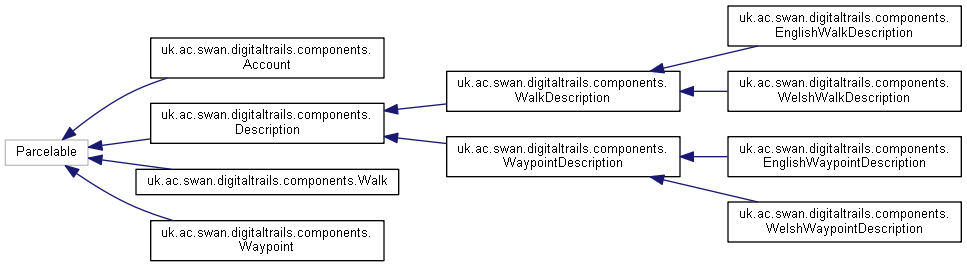 Parcelable
uk.ac.swan.digitaltrails.components.
Account
uk.ac.swan.digitaltrails.components.
Description
uk.ac.swan.digitaltrails.components.Walk
uk.ac.swan.digitaltrails.components.
Waypoint
uk.ac.swan.digitaltrails.components.
WalkDescription
uk.ac.swan.digitaltrails.components.
WaypointDescription
uk.ac.swan.digitaltrails.components.
EnglishWalkDescription
uk.ac.swan.digitaltrails.components.
WelshWalkDescription
uk.ac.swan.digitaltrails.components.
EnglishWaypointDescription
uk.ac.swan.digitaltrails.components.
WelshWaypointDescription